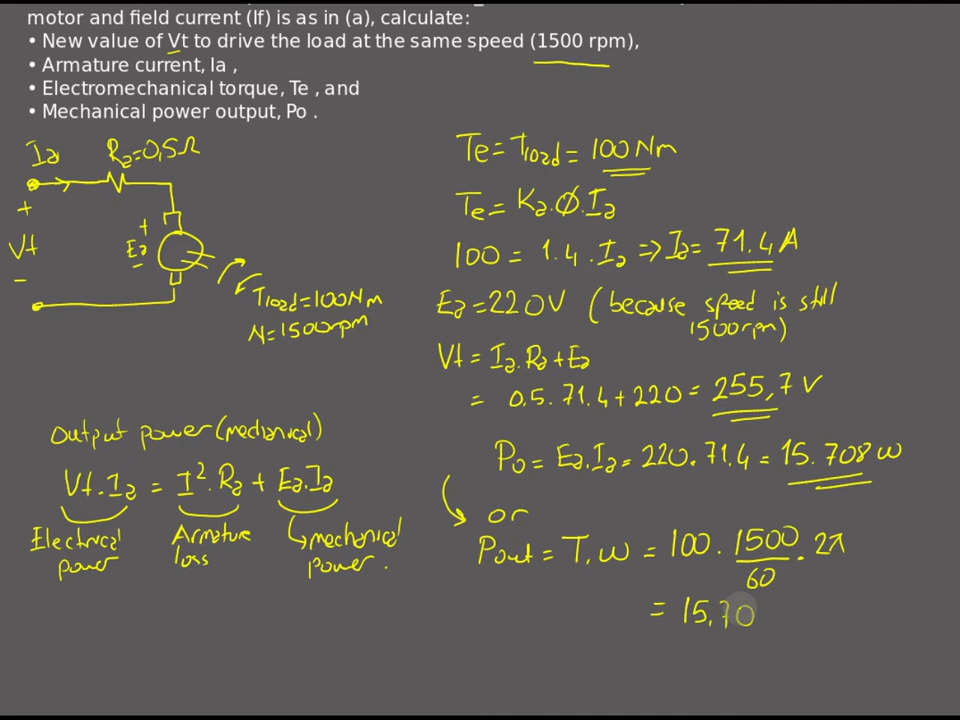 motor and field current (If) is as in (a), calculate:
• New value of Vt to drive the load at the same speed (1500 rpm),
• Armature current, Ia ,
• Electromechanical torque, Te , and
• Mechanical power output, Po .
Ia Ra=0,5Ω
+
Vt
-
+
Ea
-
Tload=100Nm
N=1500rpm
Output power (mechanical)
Vt.Ia = I².Ra + Ea.Ia
Electrical power
Armature loss
mechanical power.
Te = Tload = 100 Nm
Te = Ka.Ø.Ia
100 = 1.4 . Ia => Ia = 71.4 A
Ea = 220V (because speed is still
1500rpm)
Vt = Ia.Ra + Ea
= 0.5. 71.4 + 220 = 255,7 V
Po = Ea.Ia = 220.71.4 = 15.708 W
or
Pout = T.w = 100. 1500/60 . 2π
= 15,70